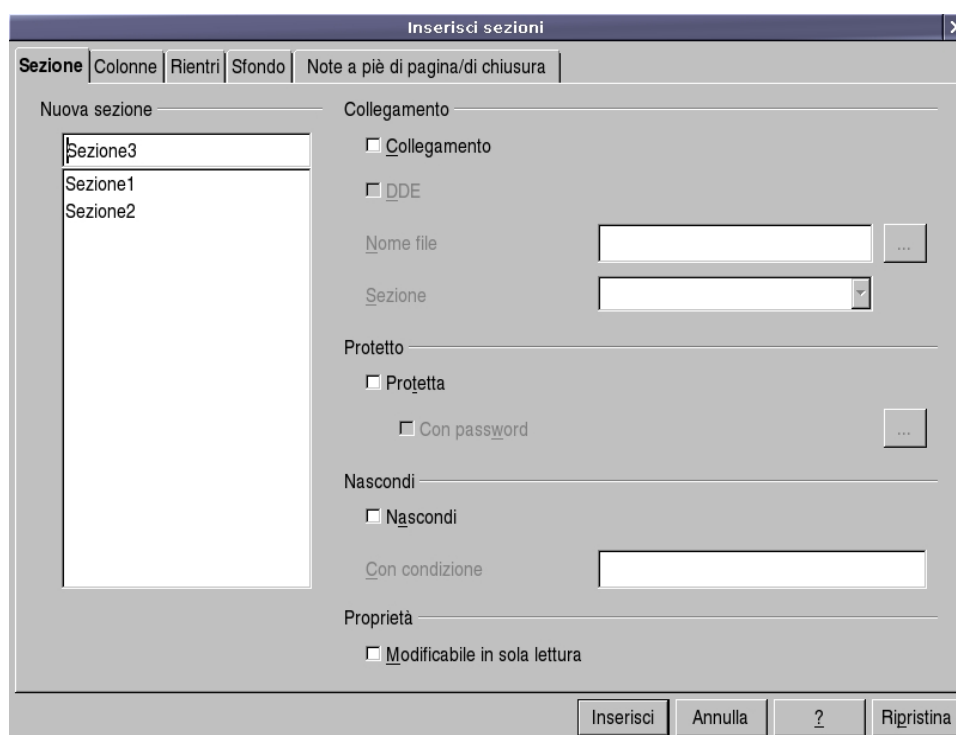 Inserisci sezioni
Sezione Colonne Rientri Sfondo Note a piè di pagina/di chiusura
Nuova sezione
Sezione3
Sezione1
Sezione2
Collegamento
Collegamento
DDE
Nome file ...
Sezione
Protetto
Protetta
Con password ...
Nascondi
Nascondi
Con condizione
Proprietà
Modificabile in sola lettura
Inserisci Annulla ? Ripristina